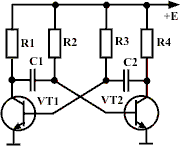 +E
R1 R2 R3 R4
C1 C2
VT1 VT2